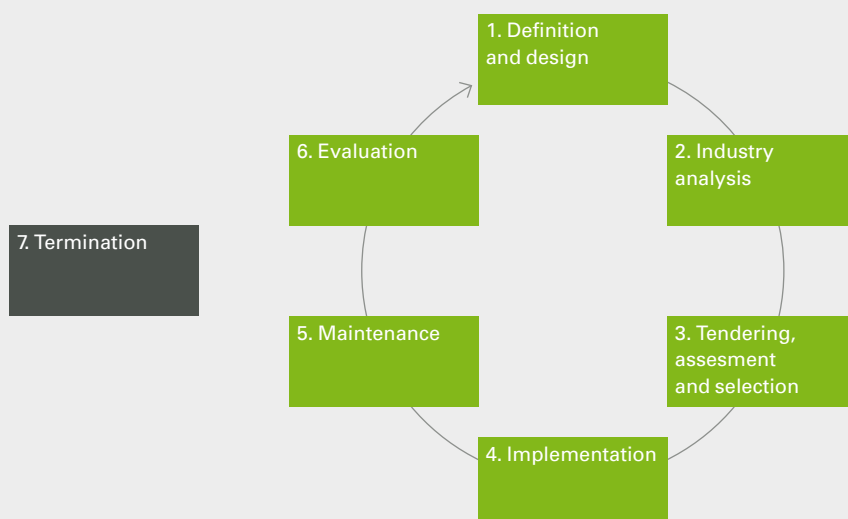 1. Definition
and design
2. Industry
analysis
3. Tendering,
assesment
and selection
4. Implementation
5. Maintenance
6. Evaluation
7. Termination